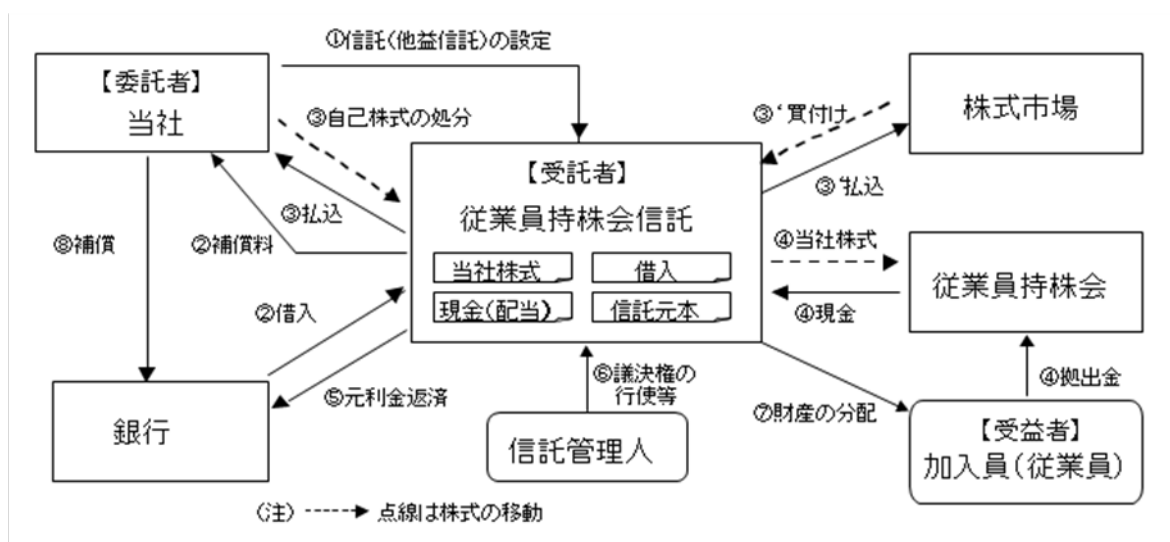 ①信託(他益信託)の設定
【委託者】
当社
③自己株式の処分
③'買付け
株式市場
【受託者】
従業員持株会信託
③払込
③'払込
⑧補償
②補償料
④当社株式
当社株式
借入
現金(配当)
信託元本
従業員持株会
②借入
④現金
⑤元利金返済
⑥議決権の
行使等
④拠出金
⑦財産の分配
銀行
信託管理人
【受益者】
加入員(従業員)
(注) 点線は株式の移動